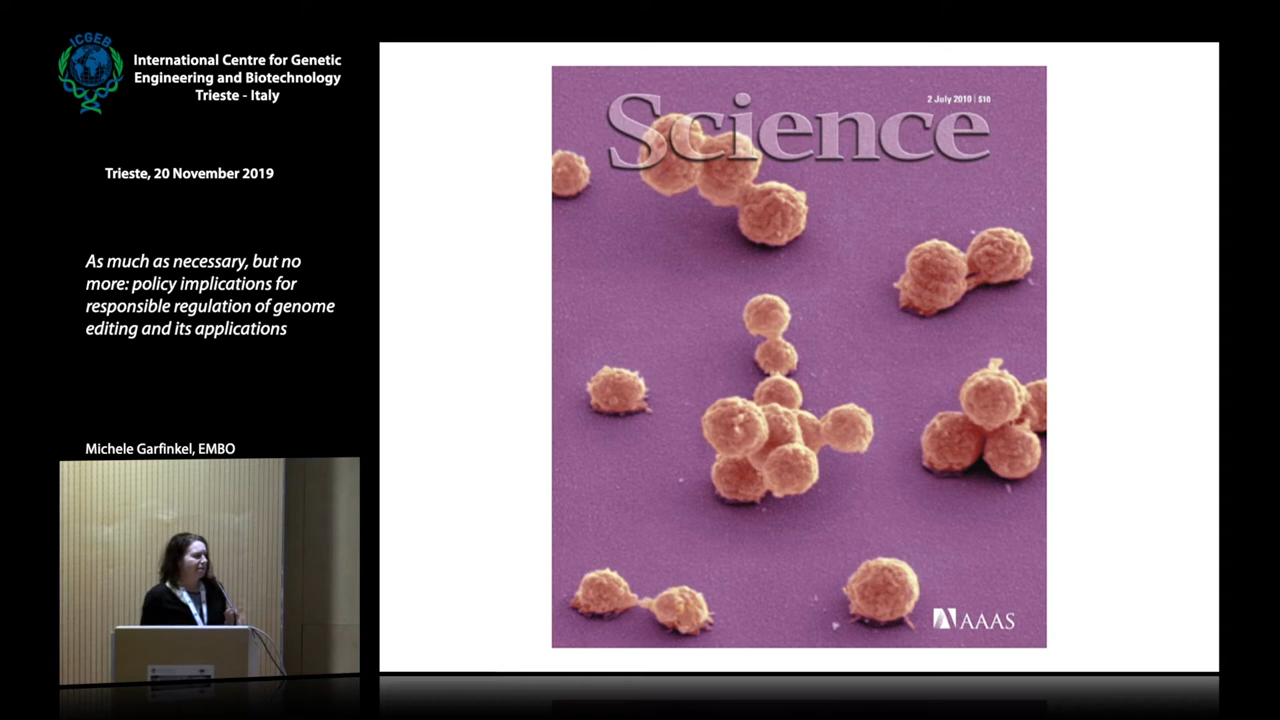 ICGEB
International Centre for Genetic
Engineering and Biotechnology
Trieste - Italy
Trieste, 20 November 2019
As much as necessary, but no
more: policy implications for
responsible regulation of genome
editing and its applications
Michele Garfinkel, EMBO
2 July 2010 | $10
Science
AAAS